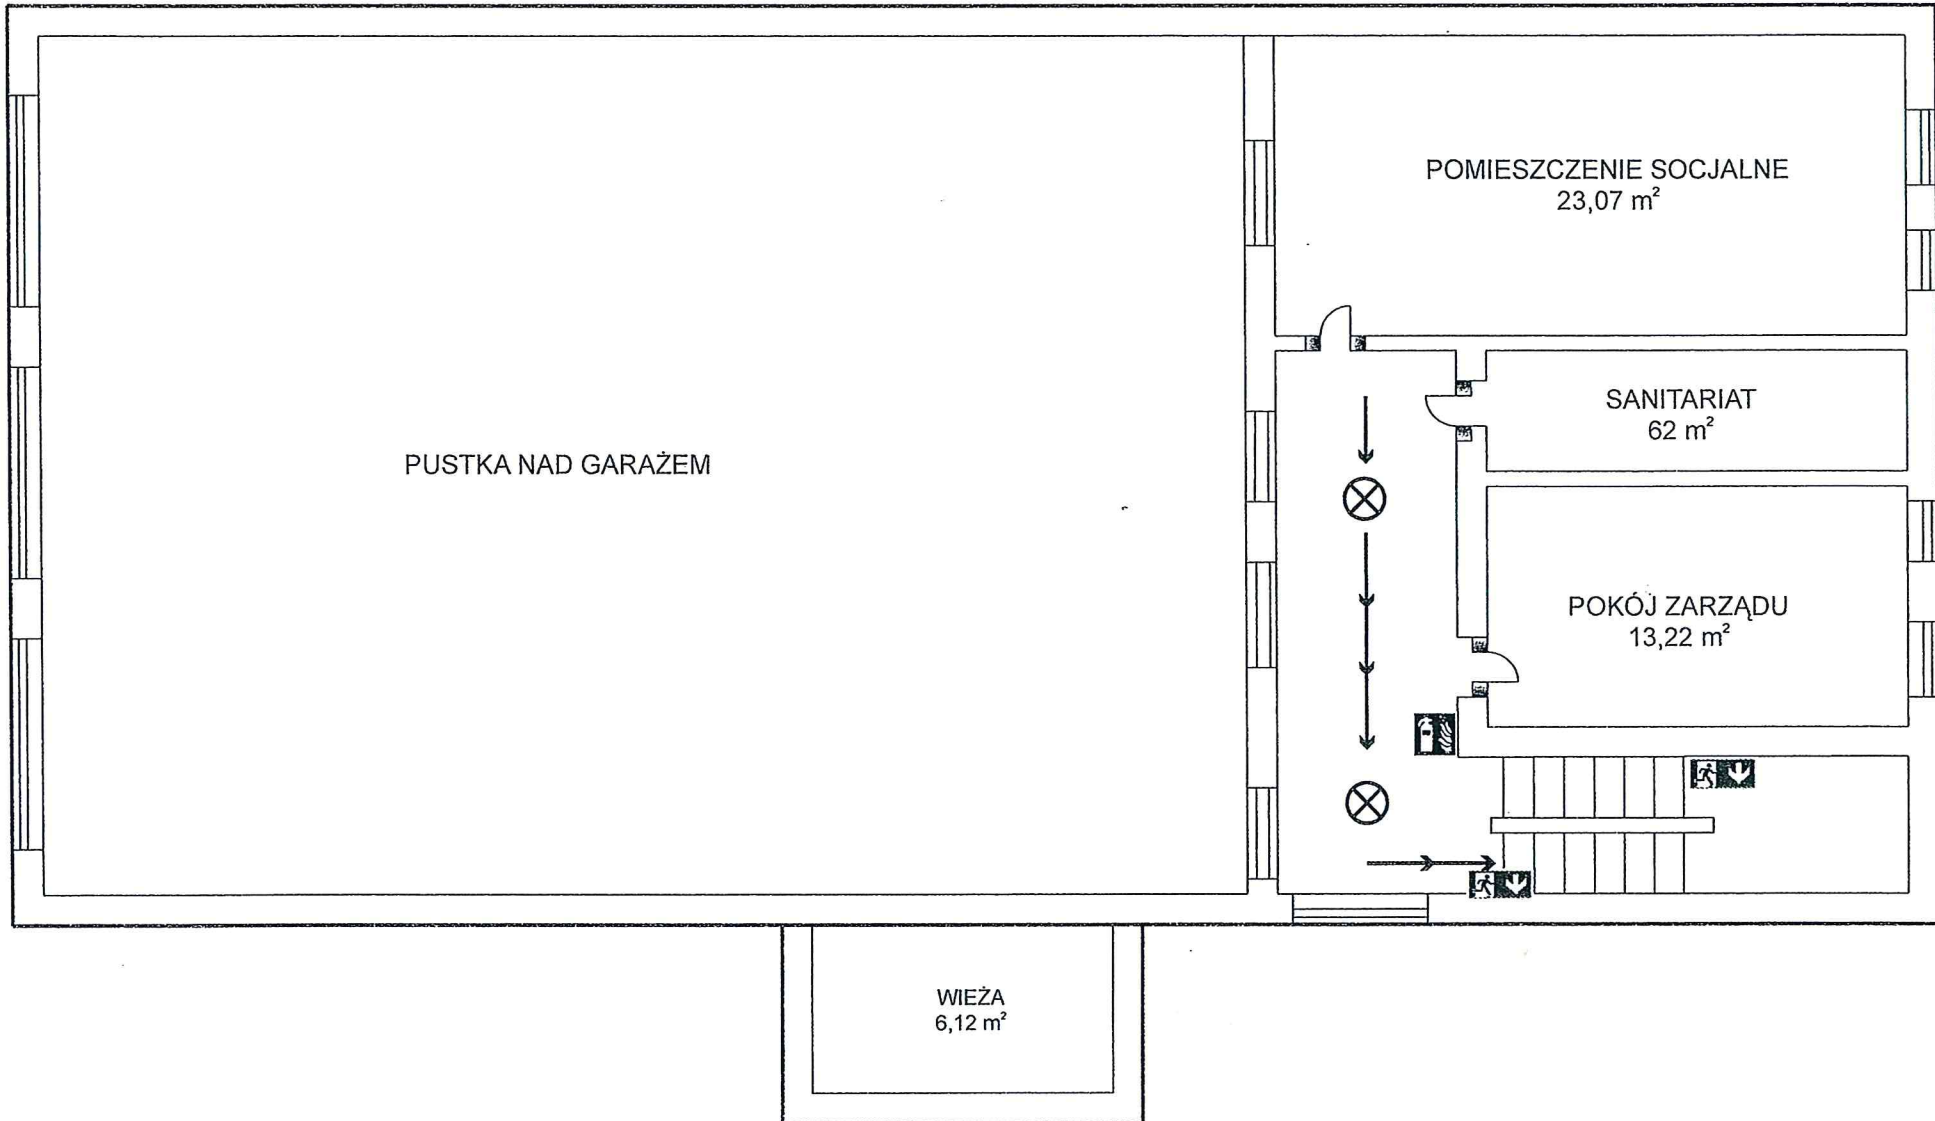 POMIESZCZENIE SOCJALNE
23,07 m²
SANITARIAT
62 m²
PUSTKA NAD GARAŻEM
POKÓJ ZARZĄDU
13,22 m²
WIEŻA
6,12 m²